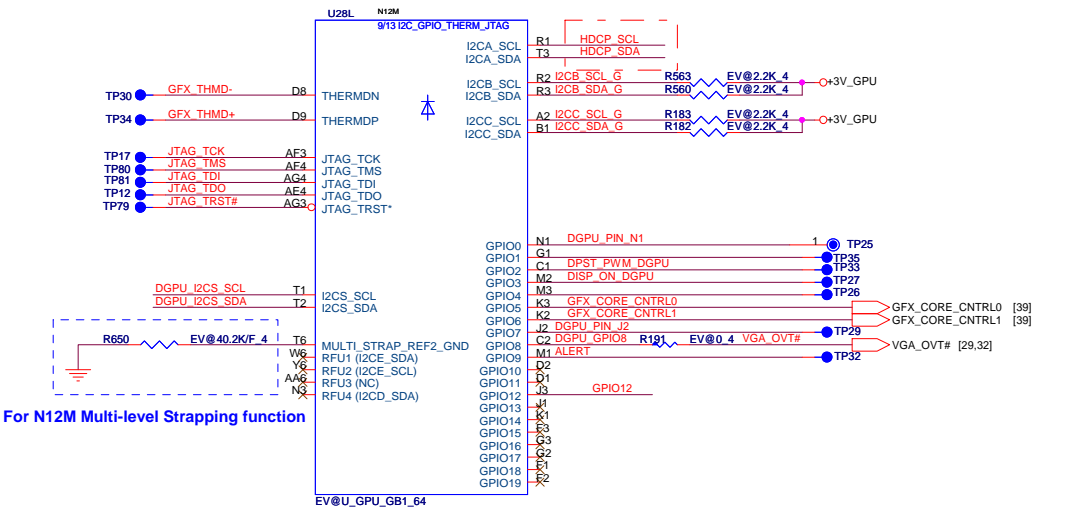 U28L N12M
9/13 I2C_GPIO_THERM_JTAG
I2CA_SCL R1 HDCP_SCL
I2CA_SDA T3 HDCP_SDA
I2CB_SCL R2 I2CB_SCL_G R563 EV@2.2K_4 +3V_GPU
I2CB_SDA R3 I2CB_SDA_G R560 EV@2.2K_4
TP30 GFX_THMD- D8 THERMDN
TP34 GFX_THMD+ D9 THERMDP
I2CC_SCL A2 I2CC_SCL_G R183 EV@2.2K_4 +3V_GPU
I2CC_SDA B1 I2CC_SDA_G R182 EV@2.2K_4
TP17 JTAG_TCK AF3 JTAG_TCK
TP80 JTAG_TMS AF4 JTAG_TMS
TP81 JTAG_TDI AG4 JTAG_TDI
TP12 JTAG_TDO AE4 JTAG_TDO
TP79 JTAG_TRST# AG3 JTAG_TRST*
GPIO0 N1 DGPU_PIN_N1 1 TP25
GPIO1 G1 TP35
GPIO2 C1 DPST_PWM_DGPU TP33
GPIO3 M2 DISP_ON_DGPU TP27
GPIO4 M3 TP26
DGPU_I2CS_SCL T1 I2CS_SCL
DGPU_I2CS_SDA T2 I2CS_SDA
GPIO5 K3 GFX_CORE_CNTRL0 GFX_CORE_CNTRL0 [39]
GPIO6 K2 GFX_CORE_CNTRL1 GFX_CORE_CNTRL1 [39]
GPIO7 J2 DGPU_PIN_J2 TP29
R650 EV@40.2K/F_4 T6 MULTI_STRAP_REF2_GND
GPIO8 C2 DGPU_GPIO8 R191 EV@0_4 VGA_OVT# VGA_OVT# [29,32]
W6 RFU1 (I2CE_SDA)
GPIO9 M1 ALERT TP32
Y6 RFU2 (I2CE_SCL)
GPIO10 D2
AA6 RFU3 (NC)
GPIO11 D1
N3 RFU4 (I2CD_SDA)
GPIO12 J3 GPIO12
GPIO13 J1
For N12M Multi-level Strapping function
GPIO14 K1
GPIO15 F3
GPIO16 G3
GPIO17 G2
GPIO18 F1
GPIO19 F2
EV@U_GPU_GB1_64